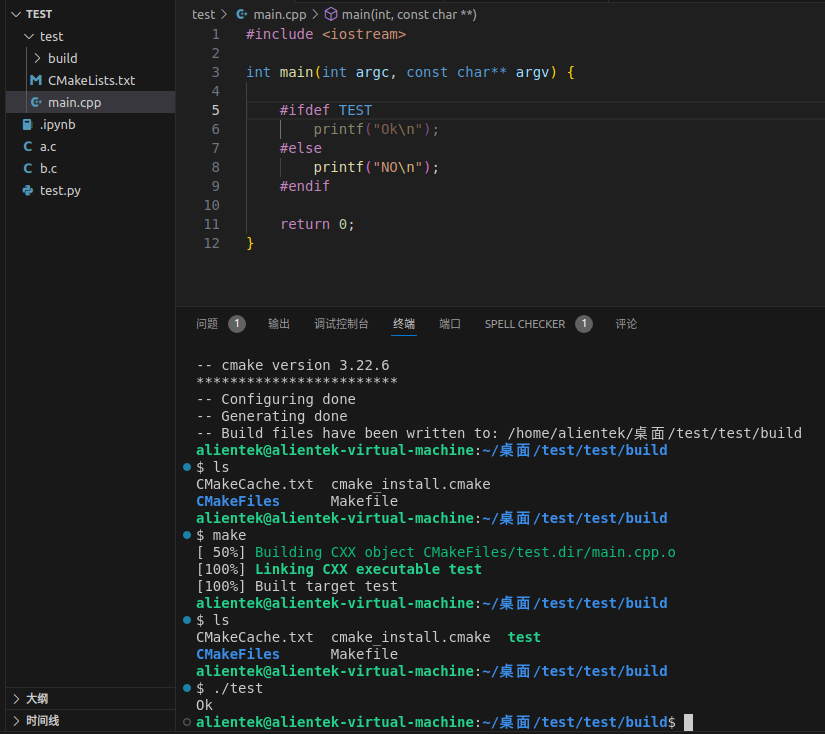 TEST
test
build
CMakeLists.txt
main.cpp
.ipynb
a.c
b.c
test.py
大纲
时间线
test > main.cpp > main(int, const char **)
1 #include <iostream>
2
3 int main(int argc, const char** argv) {
4
5 #ifdef TEST
6 printf("Ok\n");
7 #else
8 printf("NO\n");
9 #endif
10
11 return 0;
12 }
问题 1 输出 调试控制台 终端 端口 SPELL CHECKER 1 评论
-- cmake version 3.22.6
************************
-- Configuring done
-- Generating done
-- Build files have been written to: /home/alientek/桌面/test/test/build
alientek@alientek-virtual-machine:~/桌面/test/test/build
$ ls
CMakeCache.txt cmake_install.cmake
CMakeFiles Makefile
alientek@alientek-virtual-machine:~/桌面/test/test/build
$ make
[ 50%] Building CXX object CMakeFiles/test.dir/main.cpp.o
[100%] Linking CXX executable test
[100%] Built target test
alientek@alientek-virtual-machine:~/桌面/test/test/build
$ ls
CMakeCache.txt cmake_install.cmake test
CMakeFiles Makefile
alientek@alientek-virtual-machine:~/桌面/test/test/build
$ ./test
Ok
alientek@alientek-virtual-machine:~/桌面/test/test/build$